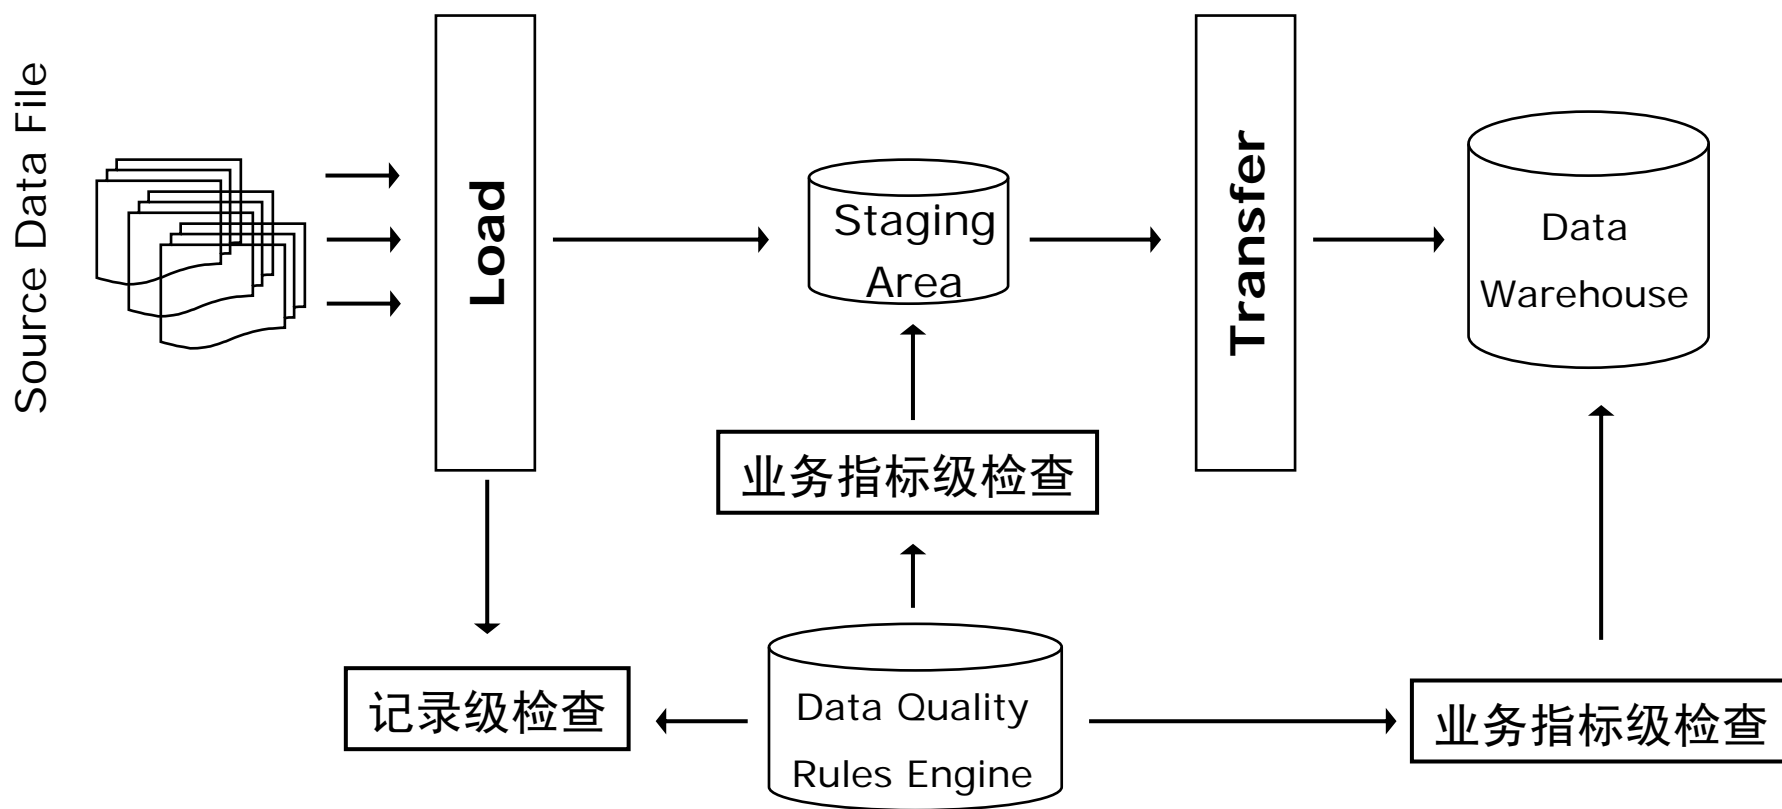 Source Data File
Load
Staging
Area
Transfer
Data
Warehouse
业务指标级检查
记录级检查
Data Quality
Rules Engine
业务指标级检查